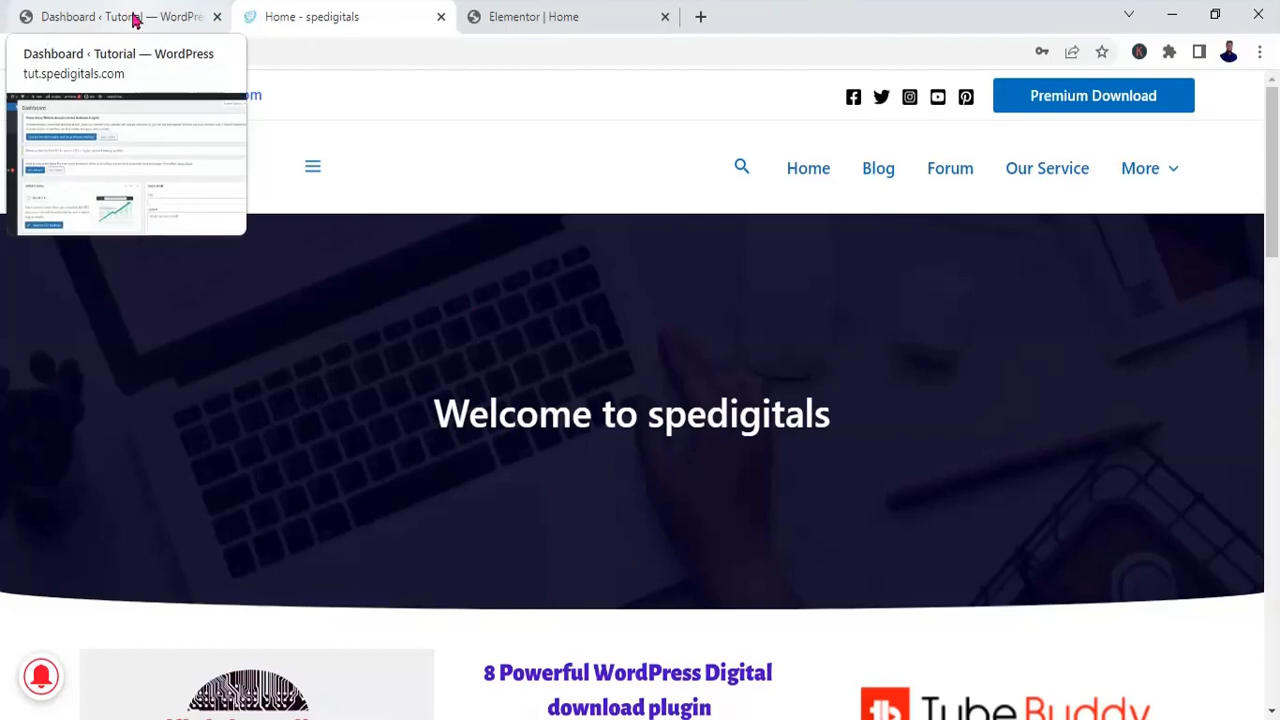 Dashboard ‹ Tutorial — WordPre
Home - spedigitals
Elementor | Home
Dashboard ‹ Tutorial — WordPress
tut.spedigitals.com
om
Premium Download
Home
Blog
Forum
Our Service
More
Welcome to spedigitals
8 Powerful WordPress Digital
download plugin
TubeBuddy